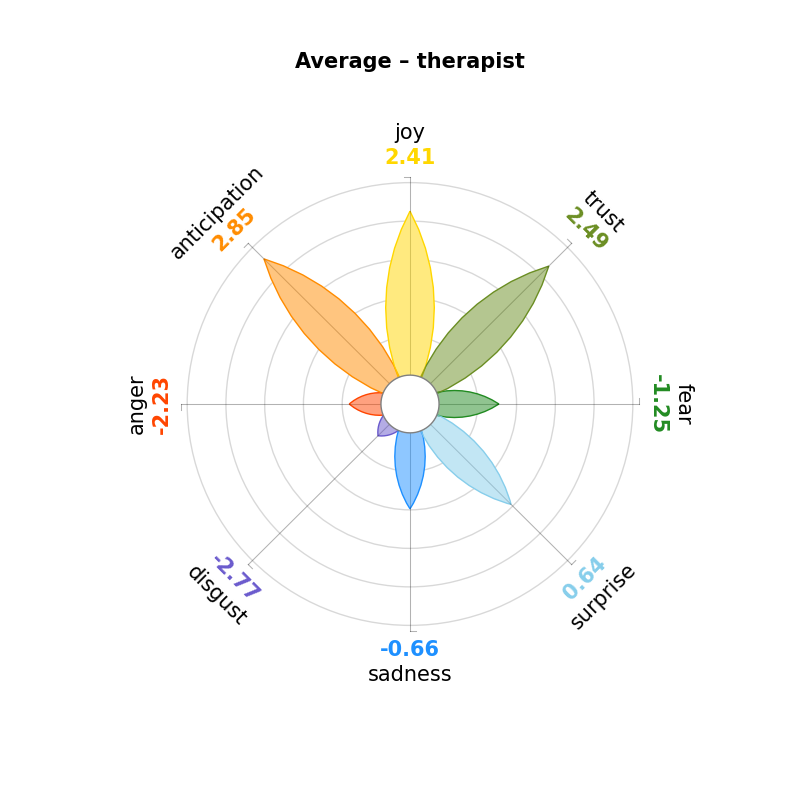 Average – therapist
joy
2.41
trust
2.49
fear
-1.25
surprise
0.64
sadness
-0.66
disgust
-2.77
anger
-2.23
anticipation
2.85